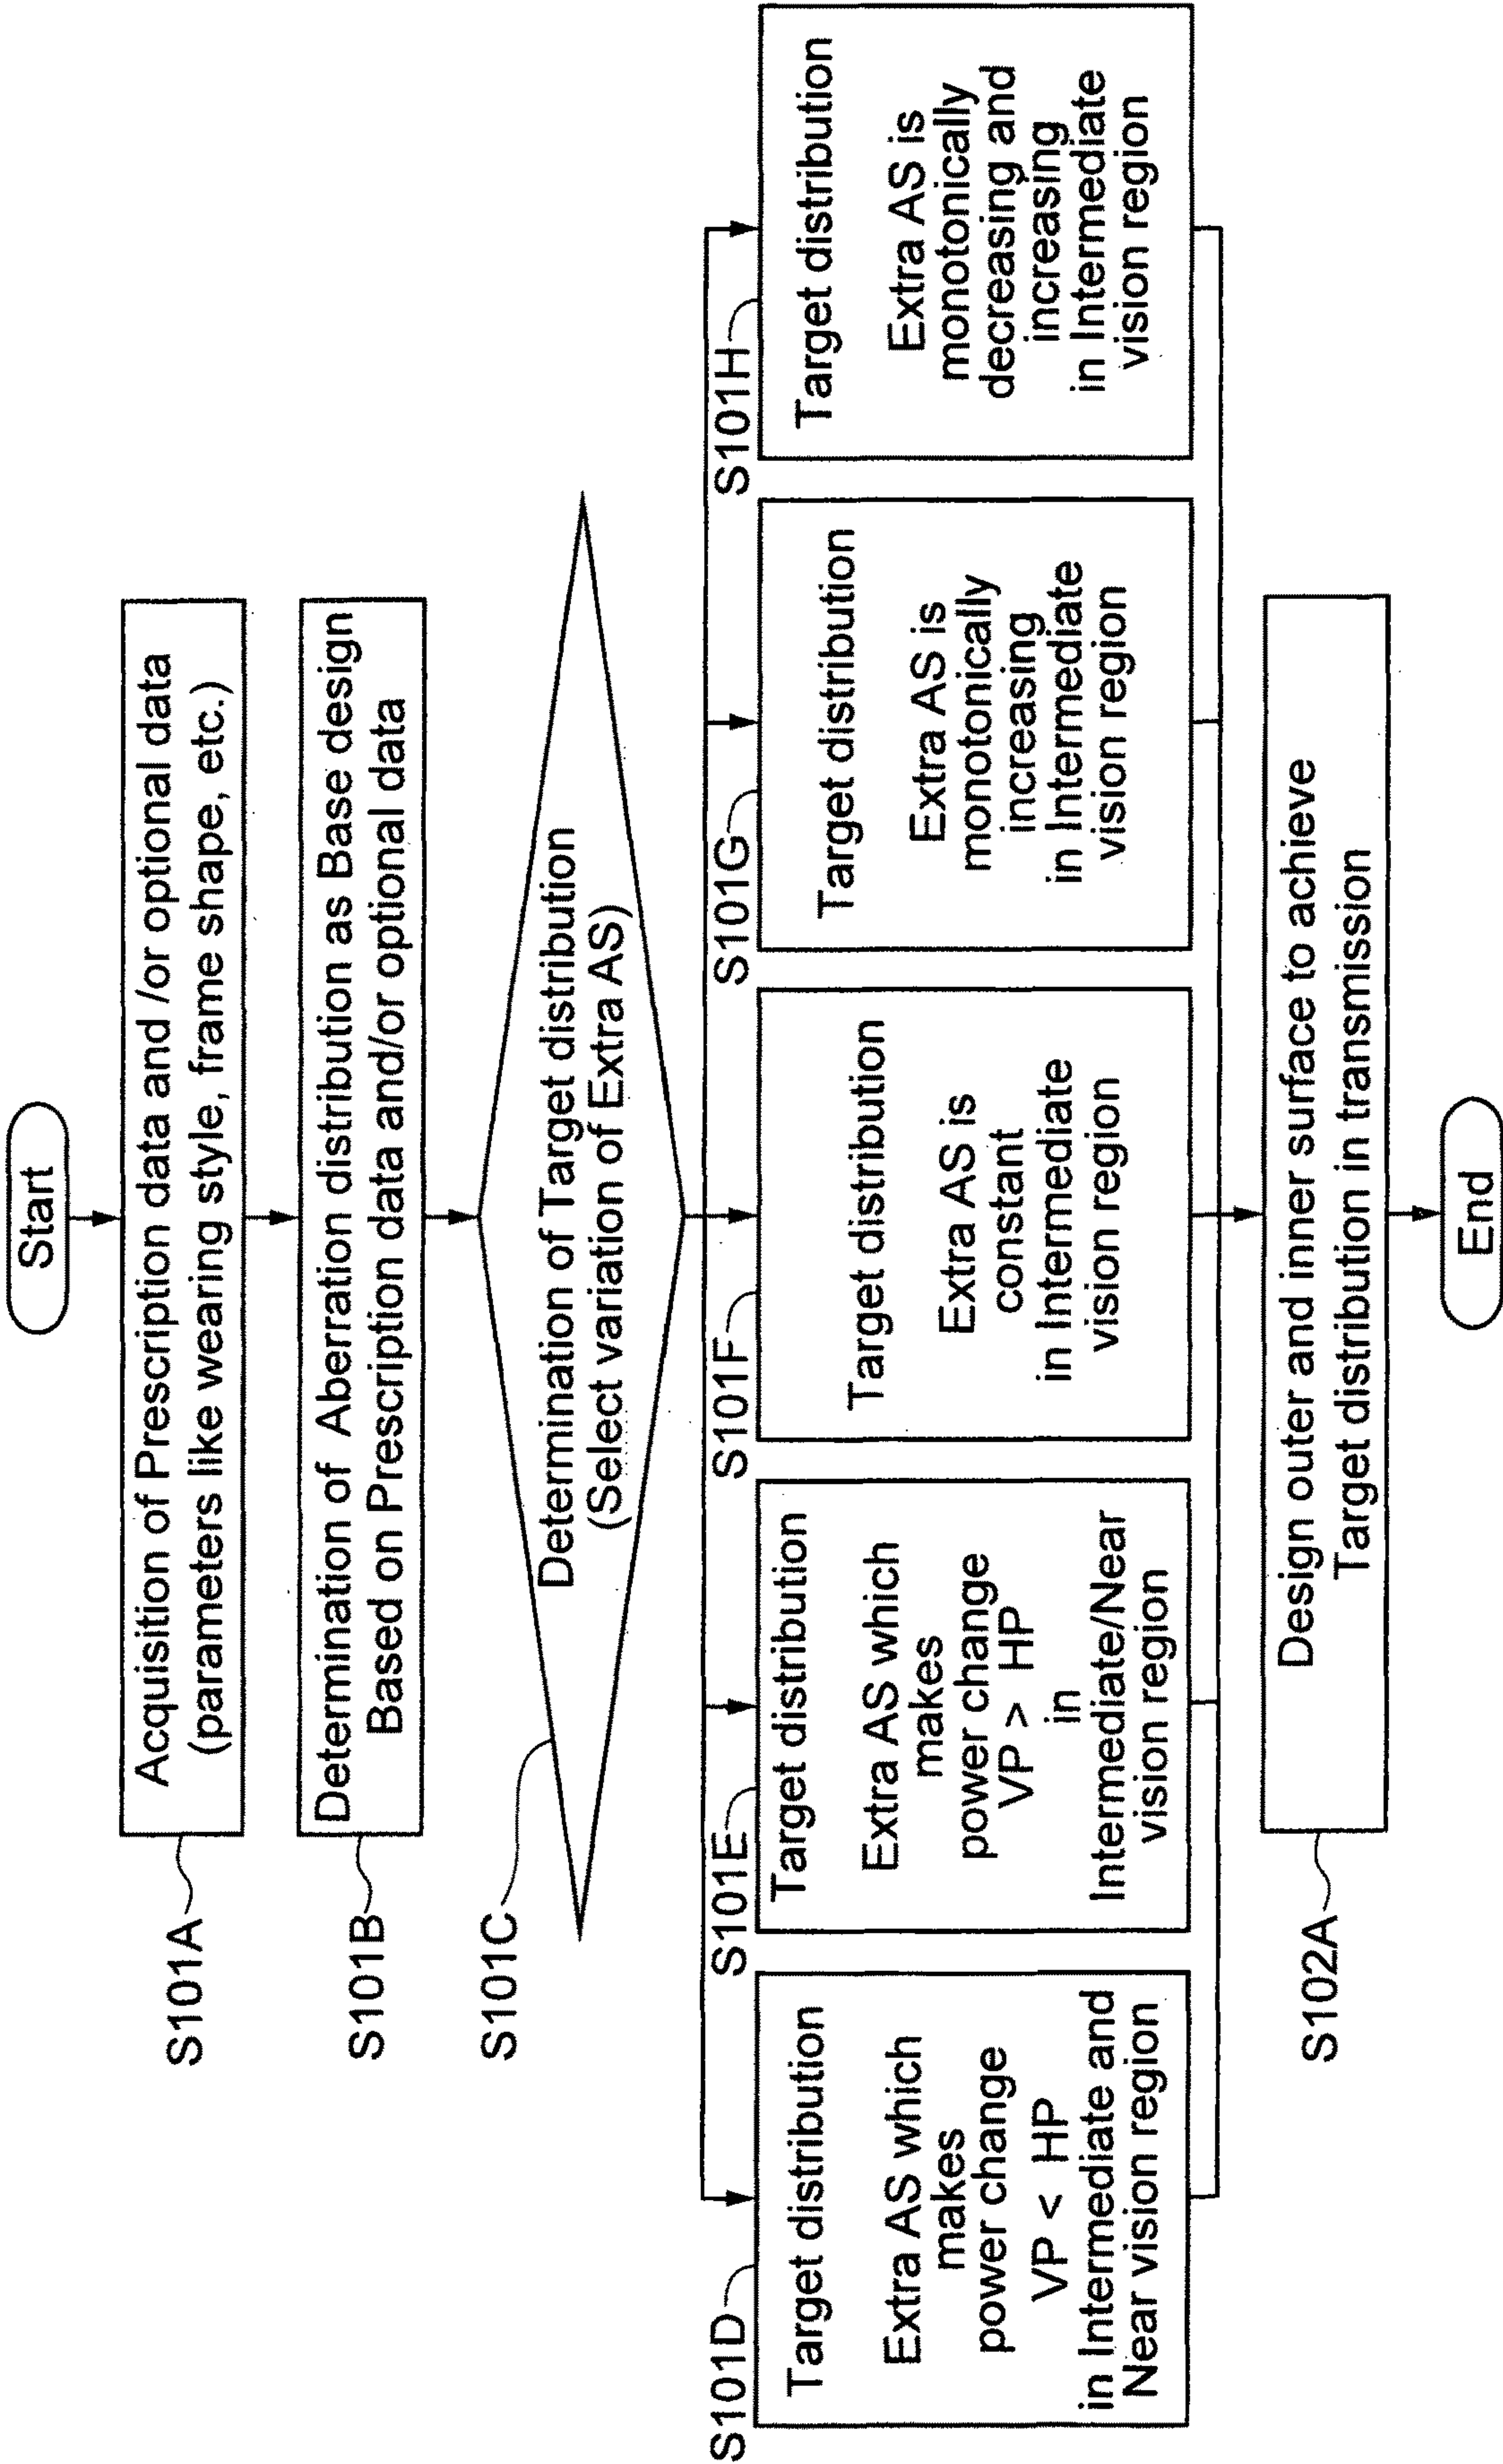 Start
S101A
Acquisition of Prescription data and /or optional data
(parameters like wearing style, frame shape, etc.)
S101B
Determination of Aberration distribution as Base design
Based on Prescription data and/or optional data
S101C
Determination of Target distribution
(Select variation of Extra AS)
S101D
Target distribution
Extra AS which
makes
power change
VP < HP
in Intermediate and
Near vision region
S101E
Target distribution
Extra AS which
makes
power change
VP > HP
in
Intermediate/Near
vision region
S101F
Target distribution
Extra AS is
constant
in Intermediate
vision region
S101G
Target distribution
Extra AS is
monotonically
increasing
in Intermediate
vision region
S101H
Target distribution
Extra AS is
monotonically
decreasing and
increasing
in Intermediate
vision region
S102A
Design outer and inner surface to achieve
Target distribution in transmission
End